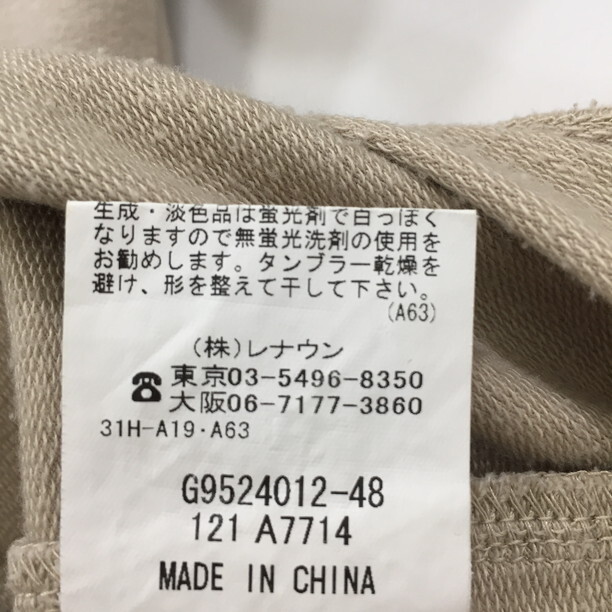 生成・淡色品は蛍光剤で白っぽく
なりますので無蛍光洗剤の使用を
お勧めします。タンブラー乾燥を
避け、形を整えて干して下さい。
(A63)
(株)レナウン
☎東京03-5496-8350
大阪06-7177-3860
31H-A19・A63
G9524012-48
121 A7714
MADE IN CHINA